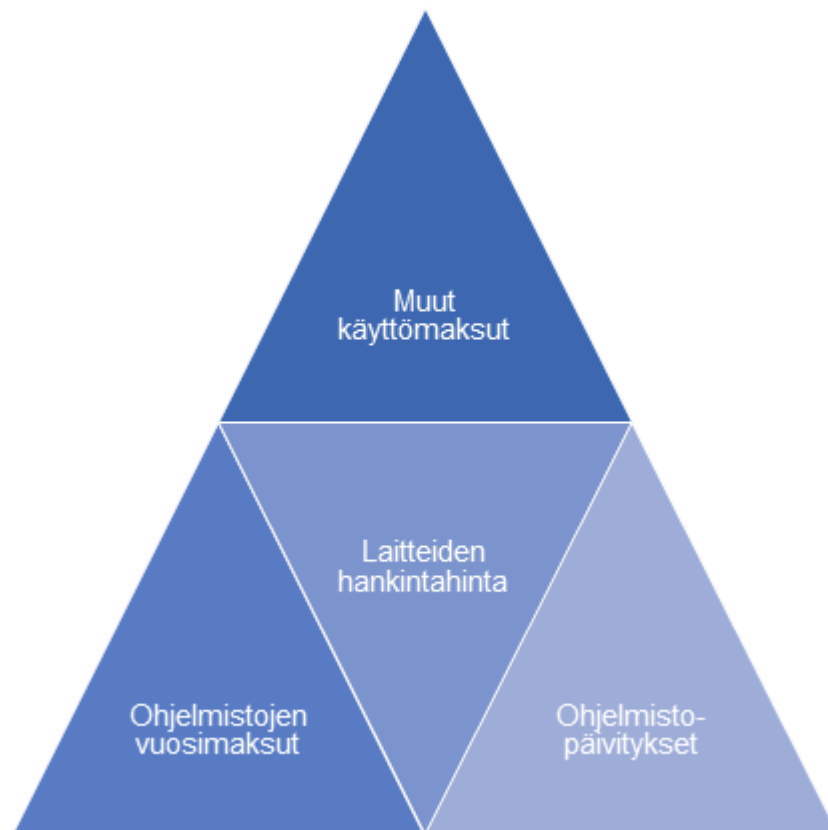 Muut
käyttömaksut
Laitteiden
hankintahinta
Ohjelmistojen
vuosimaksut
Ohjelmisto-
päivitykset